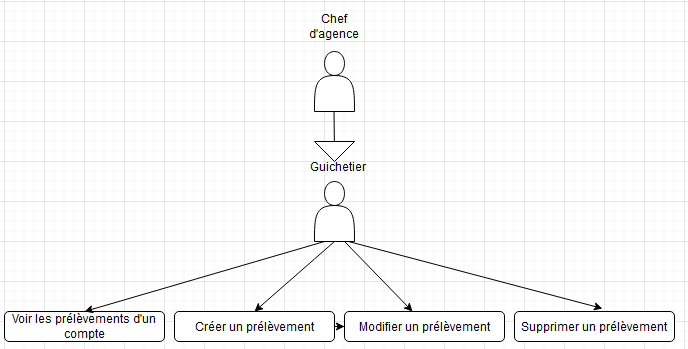 Chef
d'agence
Guichetier
Voir les prélèvements d'un
compte
Créer un prélèvement
Modifier un prélèvement
Supprimer un prélèvement